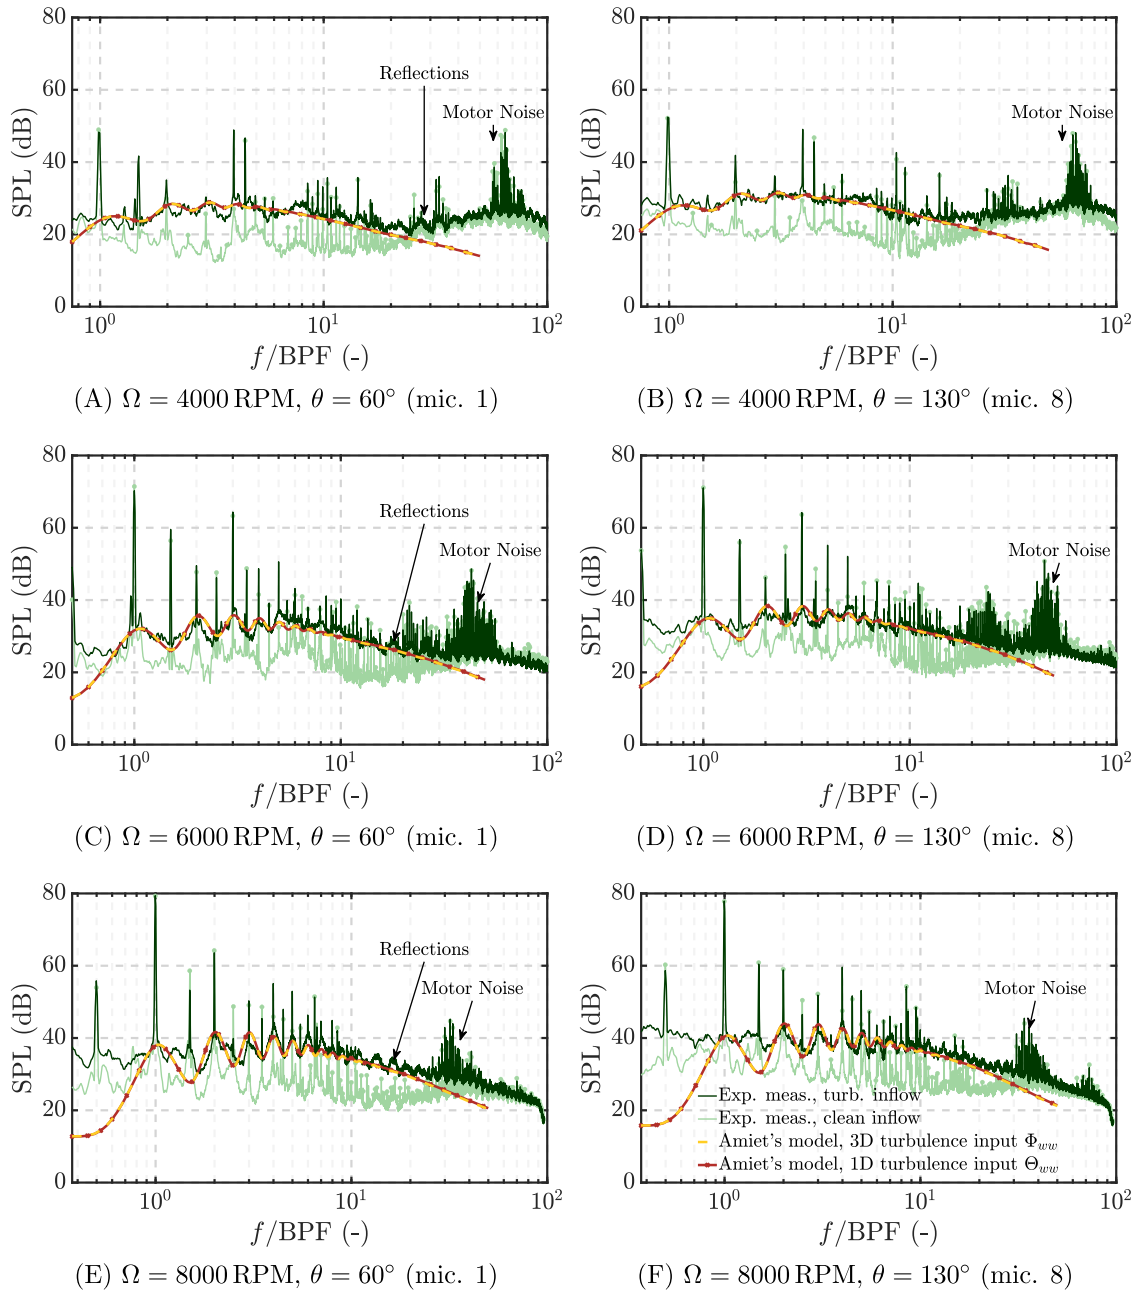 80
60
40
20
0
SPL (dB)
Reflections
Motor Noise
10^0
10^1
10^2
f/BPF (-)
(A) Ω = 4000 RPM, θ = 60° (mic. 1)
80
60
40
20
0
SPL (dB)
Motor Noise
10^0
10^1
10^2
f/BPF (-)
(B) Ω = 4000 RPM, θ = 130° (mic. 8)
80
60
40
20
0
SPL (dB)
Reflections
Motor Noise
10^0
10^1
10^2
f/BPF (-)
(C) Ω = 6000 RPM, θ = 60° (mic. 1)
80
60
40
20
0
SPL (dB)
Motor Noise
10^0
10^1
10^2
f/BPF (-)
(D) Ω = 6000 RPM, θ = 130° (mic. 8)
80
60
40
20
0
SPL (dB)
Reflections
Motor Noise
10^0
10^1
10^2
f/BPF (-)
(E) Ω = 8000 RPM, θ = 60° (mic. 1)
80
60
40
20
0
SPL (dB)
Motor Noise
Exp. meas., turb. inflow
Exp. meas., clean inflow
Amiet's model, 3D turbulence input Φ_ww
Amiet's model, 1D turbulence input Θ_ww
10^0
10^1
10^2
f/BPF (-)
(F) Ω = 8000 RPM, θ = 130° (mic. 8)